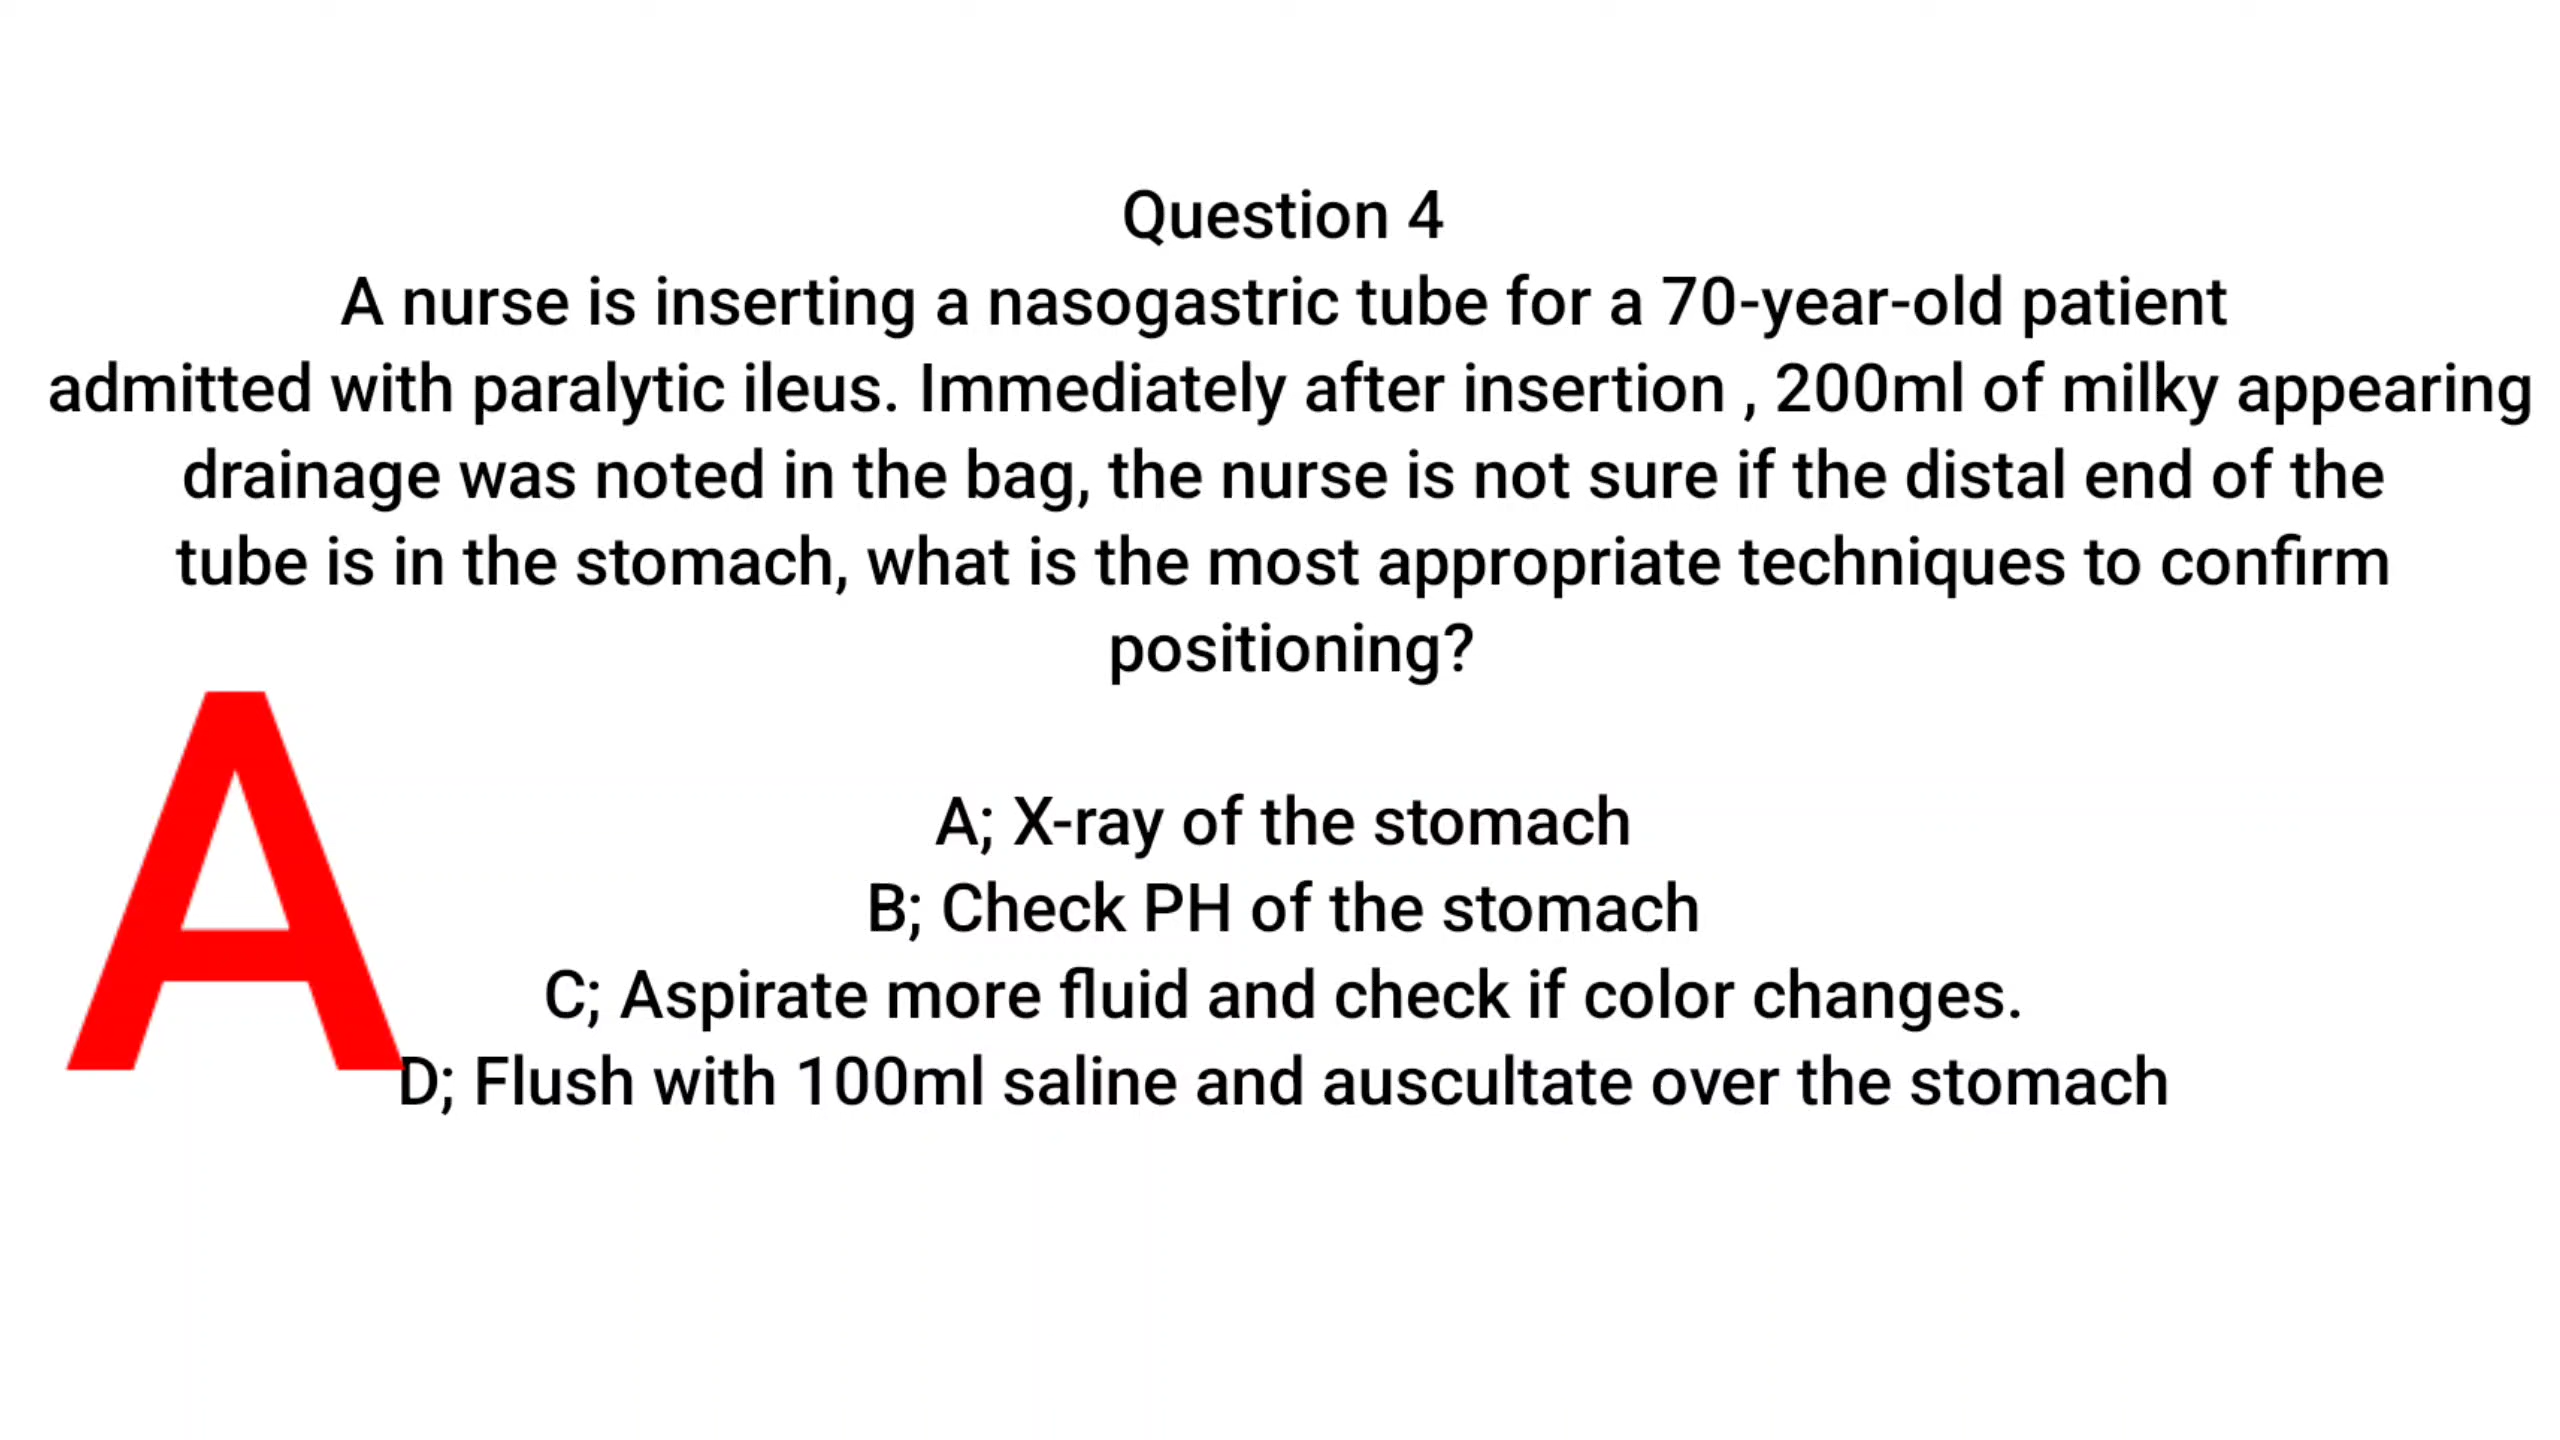 Question 4
A nurse is inserting a nasogastric tube for a 70-year-old patient
admitted with paralytic ileus. Immediately after insertion , 200ml of milky appearing
drainage was noted in the bag, the nurse is not sure if the distal end of the
tube is in the stomach, what is the most appropriate techniques to confirm
positioning?
A
A; X-ray of the stomach
B; Check PH of the stomach
C; Aspirate more fluid and check if color changes.
D; Flush with 100ml saline and auscultate over the stomach